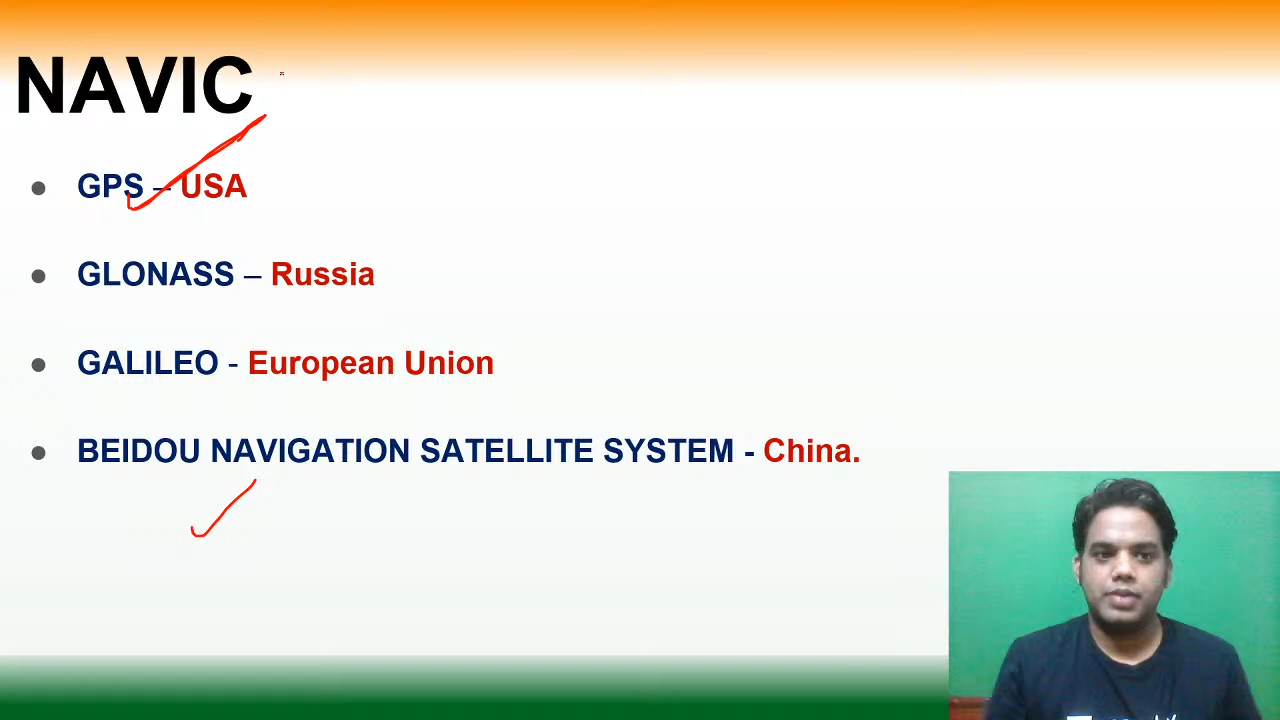 NAVIC
● GPS – USA
● GLONASS – Russia
● GALILEO - European Union
● BEIDOU NAVIGATION SATELLITE SYSTEM - China.